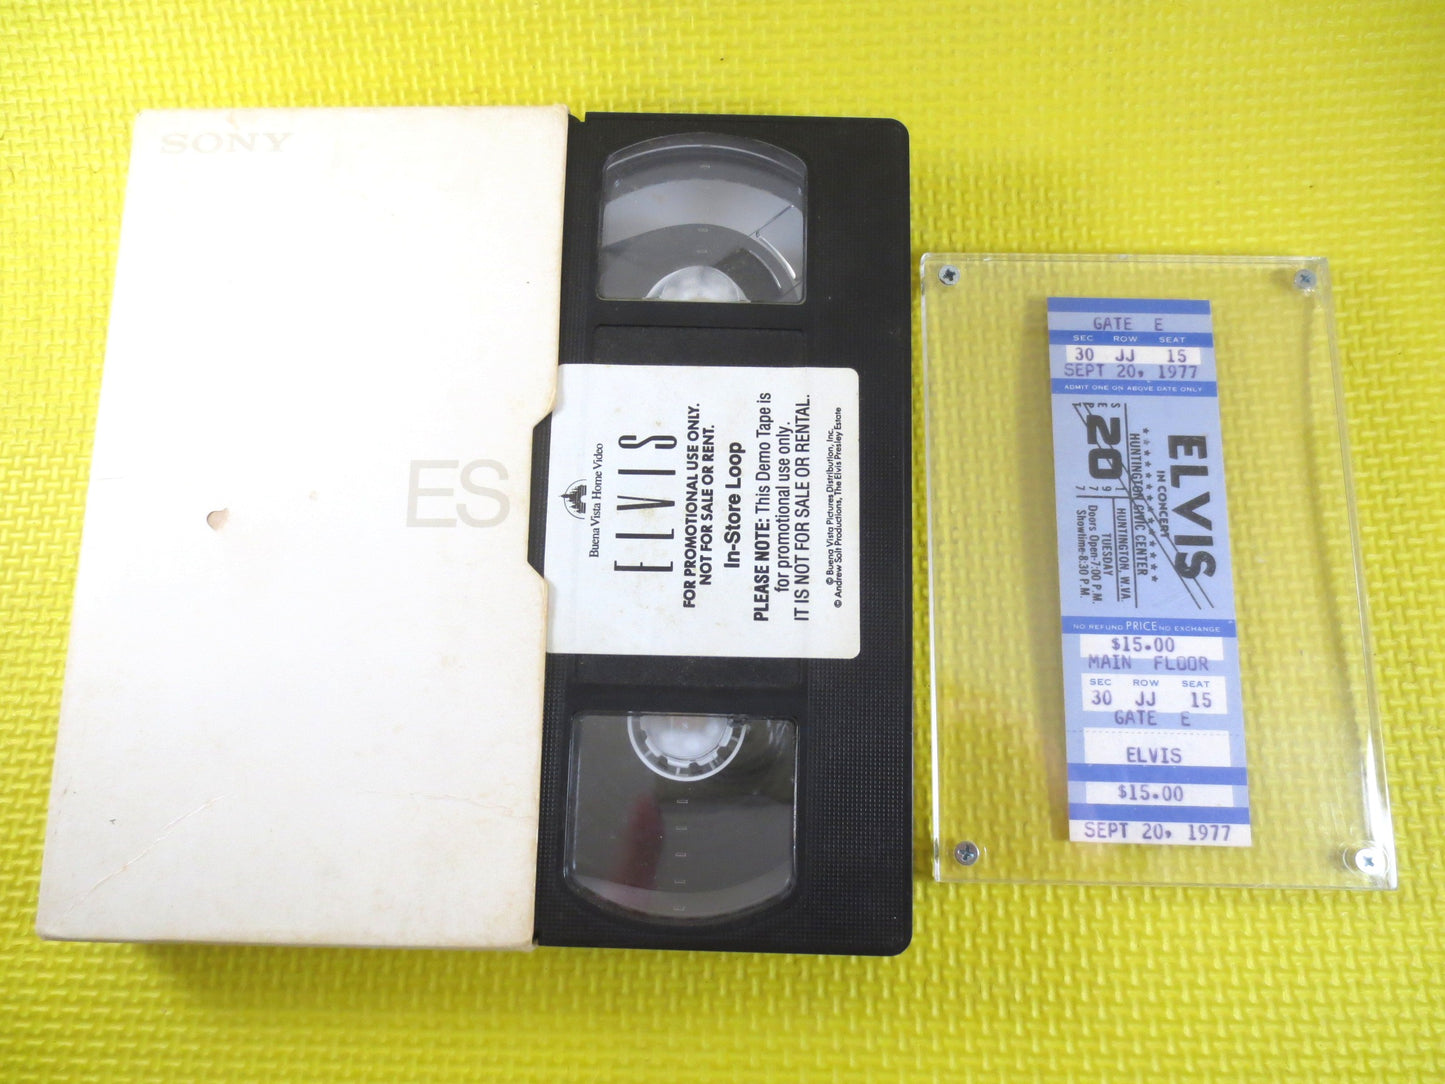 SONY
ES
Buena Vista Home Video
ELVIS
FOR PROMOTIONAL USE ONLY.
NOT FOR SALE OR RENT.
In-Store Loop
PLEASE NOTE: This Demo Tape is
for promotional use only.
IT IS NOT FOR SALE OR RENTAL.
© Buena Vista Pictures Distribution, Inc.
© Andrew Solt Productions, The Elvis Presley Estate
GATE E
SEC ROW SEAT
30 JJ 15
SEPT 20, 1977
ADMIT ONE ON ABOVE DATE ONLY
ELVIS
IN CONCERT
HUNTINGTON CIVIC CENTER
HUNTINGTON W.VA.
SEPT
20
1977
TUESDAY
Doors Open-7:00 P.M.
Showtime-8:30 P.M.
NO REFUND PRICE NO EXCHANGE
$15.00
MAIN FLOOR
SEC ROW SEAT
30 JJ 15
GATE E
ELVIS
$15.00
SEPT 20, 1977